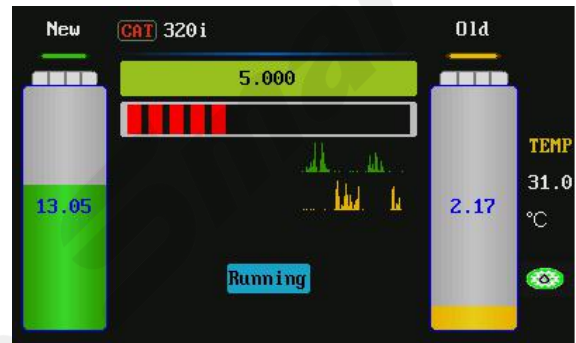 New
CAT 320i
Old
5.000
TEMP
31.0
°C
13.05
2.17
Running